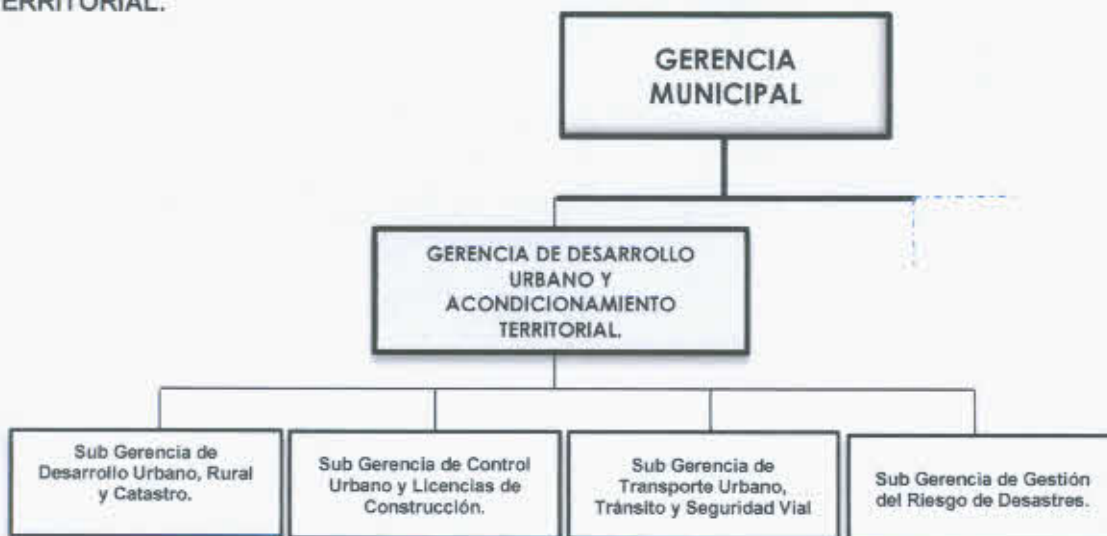 ERRITORIAL.
GERENCIA
MUNICIPAL
GERENCIA DE DESARROLLO
URBANO Y
ACONDICIONAMIENTO
TERRITORIAL.
Sub Gerencia de
Desarrollo Urbano, Rural
y Catastro.
Sub Gerencia de Control
Urbano y Licencias de
Construcción.
Sub Gerencia de
Transporte Urbano,
Tránsito y Seguridad Vial
Sub Gerencia de Gestión
del Riesgo de Desastres.